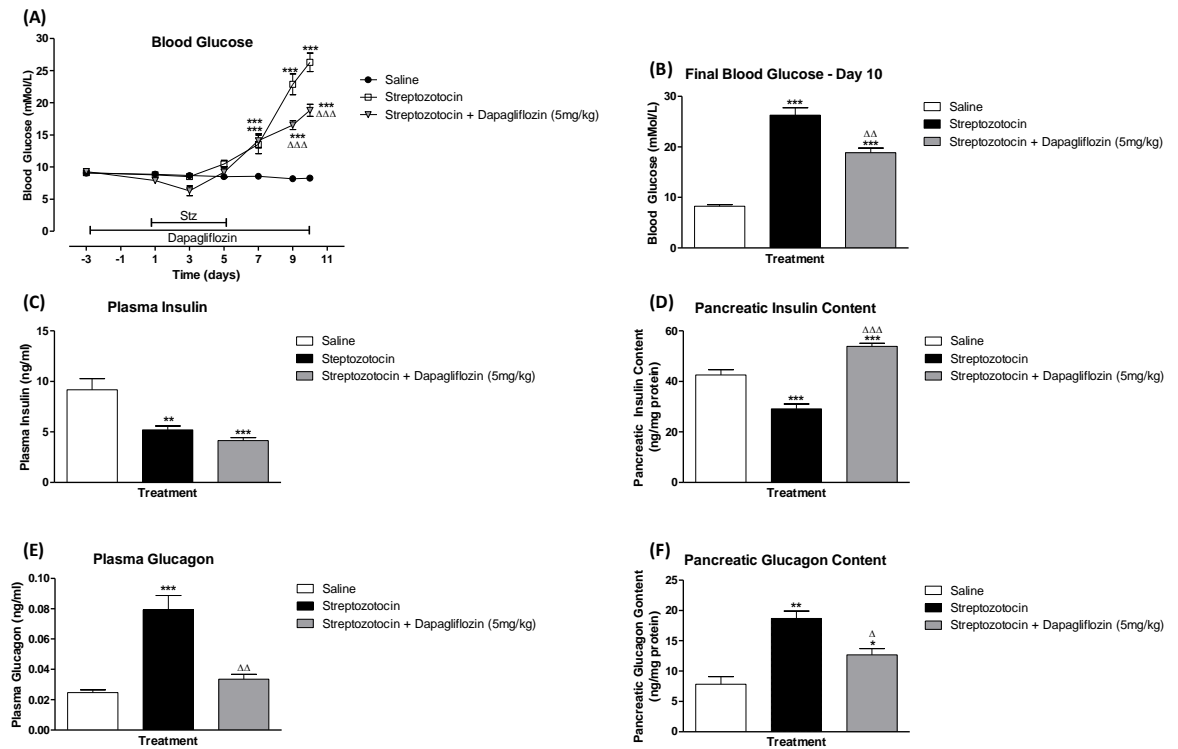 (A)
Blood Glucose
Blood Glucose (mMol/L)
30
25
20
15
10
5
0
***
***
***
***
***
ΔΔΔ
***
ΔΔΔ
Stz
Dapagliflozin
-3 -1 1 3 5 7 9 11
Time (days)
Saline
Streptozotocin
Streptozotocin + Dapagliflozin (5mg/kg)
(B)
Final Blood Glucose - Day 10
Blood Glucose (mMol/L)
30
20
10
0
***
ΔΔ
***
Treatment
Saline
Streptozotocin
Streptozotocin + Dapagliflozin (5mg/kg)
(C)
Plasma Insulin
Plasma Insulin (ng/ml)
15
10
5
0
**
***
Treatment
Saline
Steptozotocin
Streptozotocin + Dapagliflozin (5mg/kg)
(D)
Pancreatic Insulin Content
Pancreatic Insulin Content
(ng/mg protein)
60
40
20
0
***
ΔΔΔ
***
Treatment
Saline
Streptozotocin
Streptozotocin + Dapagliflozin (5mg/kg)
(E)
Plasma Glucagon
Plasma Glucagon (ng/ml)
0.10
0.08
0.06
0.04
0.02
0.00
***
ΔΔ
Treatment
Saline
Streptozotocin
Streptozotocin + Dapagliflozin (5mg/kg)
(F)
Pancreatic Glucagon Content
Pancreatic Glucagon Gontent
(ng/mg protein)
25
20
15
10
5
0
**
Δ
*
Treatment
Saline
Streptozotocin
Streptozotocin + Dapagliflozin (5mg/kg)